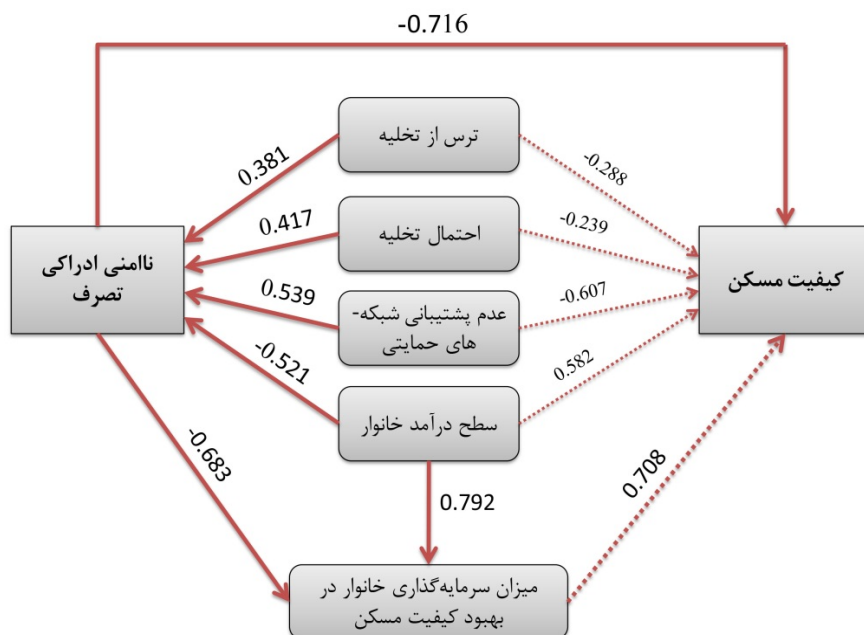 -0.716
ترس از تخلیه
0.381
-0.288
احتمال تخلیه
0.417
-0.239
ناامنی ادراکی
تصرف
کیفیت مسکن
عدم پشتیبانی شبکه-
های حمایتی
0.539
-0.607
-0.521
0.582
سطح درآمد خانوار
-0.683
0.792
0.708
میزان سرمایه‌گذاری خانوار در
بهبود کیفیت مسکن